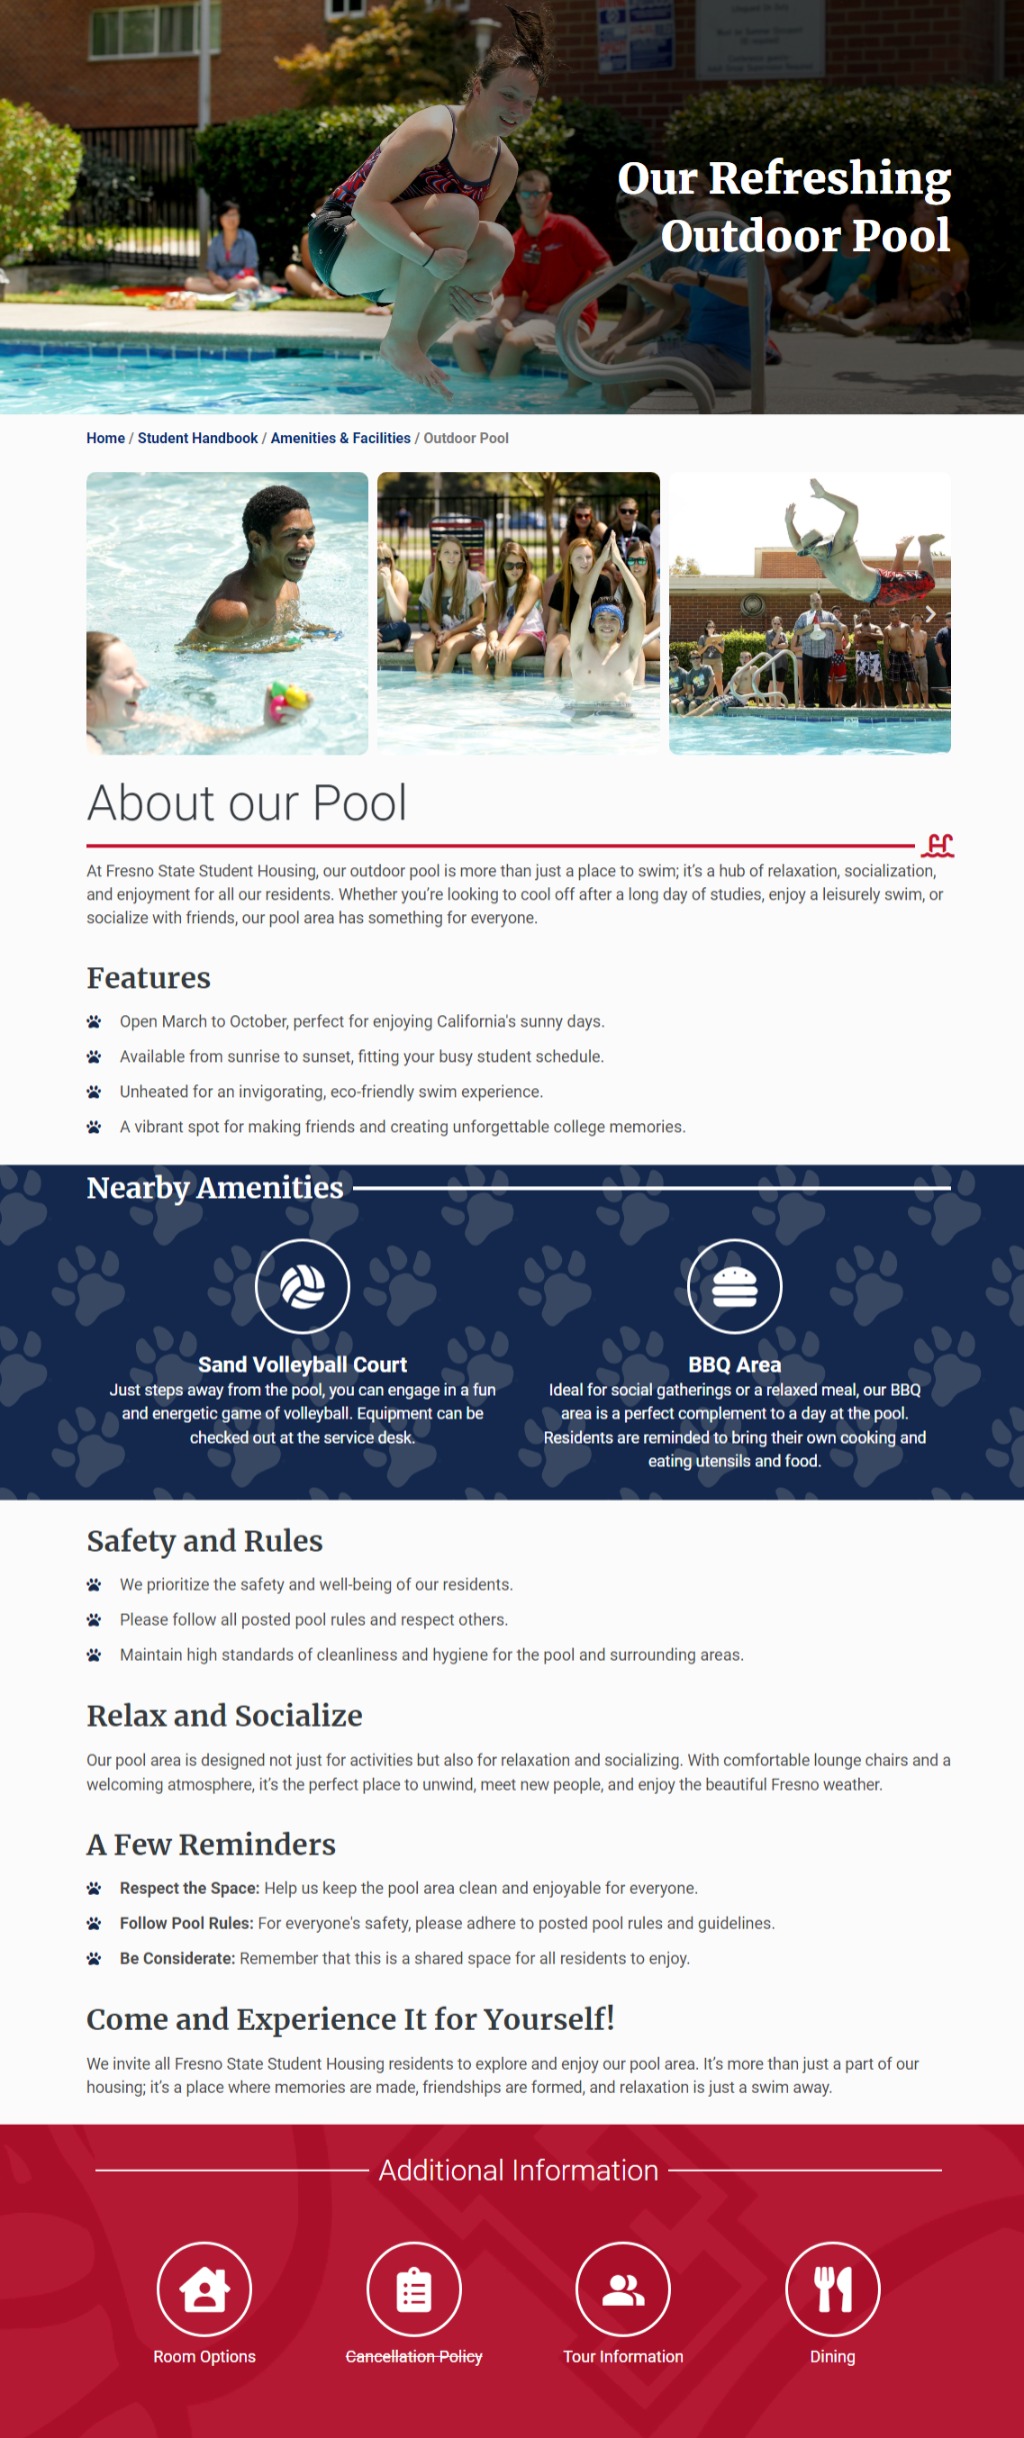 Our Refreshing
Outdoor Pool
Home / Student Handbook / Amenities & Facilities / Outdoor Pool
About our Pool
At Fresno State Student Housing, our outdoor pool is more than just a place to swim; it’s a hub of relaxation, socialization,
and enjoyment for all our residents. Whether you’re looking to cool off after a long day of studies, enjoy a leisurely swim, or
socialize with friends, our pool area has something for everyone.
Features
Open March to October, perfect for enjoying California's sunny days.
Available from sunrise to sunset, fitting your busy student schedule.
Unheated for an invigorating, eco-friendly swim experience.
A vibrant spot for making friends and creating unforgettable college memories.
Nearby Amenities
Sand Volleyball Court
Just steps away from the pool, you can engage in a fun
and energetic game of volleyball. Equipment can be
checked out at the service desk.
BBQ Area
Ideal for social gatherings or a relaxed meal, our BBQ
area is a perfect complement to a day at the pool.
Residents are reminded to bring their own cooking and
eating utensils and food.
Safety and Rules
We prioritize the safety and well-being of our residents.
Please follow all posted pool rules and respect others.
Maintain high standards of cleanliness and hygiene for the pool and surrounding areas.
Relax and Socialize
Our pool area is designed not just for activities but also for relaxation and socializing. With comfortable lounge chairs and a
welcoming atmosphere, it’s the perfect place to unwind, meet new people, and enjoy the beautiful Fresno weather.
A Few Reminders
Respect the Space: Help us keep the pool area clean and enjoyable for everyone.
Follow Pool Rules: For everyone's safety, please adhere to posted pool rules and guidelines.
Be Considerate: Remember that this is a shared space for all residents to enjoy.
Come and Experience It for Yourself!
We invite all Fresno State Student Housing residents to explore and enjoy our pool area. It’s more than just a part of our
housing; it’s a place where memories are made, friendships are formed, and relaxation is just a swim away.
Additional Information
Room Options
Cancellation Policy
Tour Information
Dining